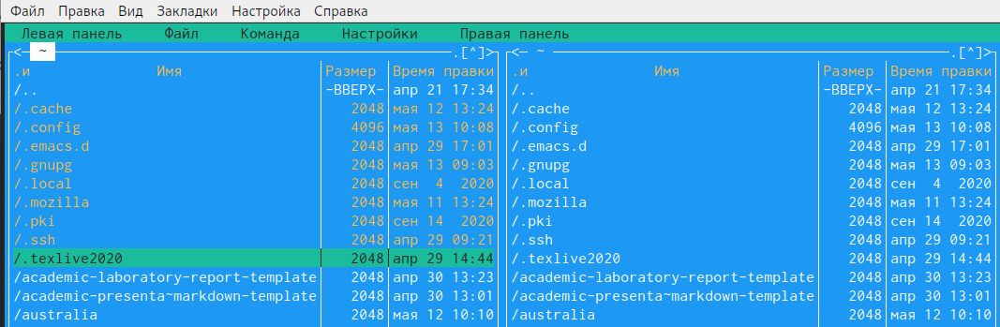 Файл Правка Вид Закладки Настройка Справка
Левая панель Файл Команда Настройки Правая панель
<─ ~ .[^]> <─ ~ .[^]>
.и Имя Размер Время правки .и Имя Размер Время правки
/.. -ВВЕРХ- апр 21 17:34 /.. -ВВЕРХ- апр 21 17:34
/.cache 2048 мая 12 13:24 /.cache 2048 мая 12 13:24
/.config 4096 мая 13 10:08 /.config 4096 мая 13 10:08
/.emacs.d 2048 апр 29 17:01 /.emacs.d 2048 апр 29 17:01
/.gnupg 2048 мая 13 09:03 /.gnupg 2048 мая 13 09:03
/.local 2048 сен 4 2020 /.local 2048 сен 4 2020
/.mozilla 2048 мая 11 13:24 /.mozilla 2048 мая 11 13:24
/.pki 2048 сен 14 2020 /.pki 2048 сен 14 2020
/.ssh 2048 апр 29 09:21 /.ssh 2048 апр 29 09:21
/.texlive2020 2048 апр 29 14:44 /.texlive2020 2048 апр 29 14:44
/academic-laboratory-report-template 2048 апр 30 13:23 /academic-laboratory-report-template 2048 апр 30 13:23
/academic-presenta~markdown-template 2048 апр 30 13:01 /academic-presenta~markdown-template 2048 апр 30 13:01
/australia 2048 мая 12 10:10 /australia 2048 мая 12 10:10